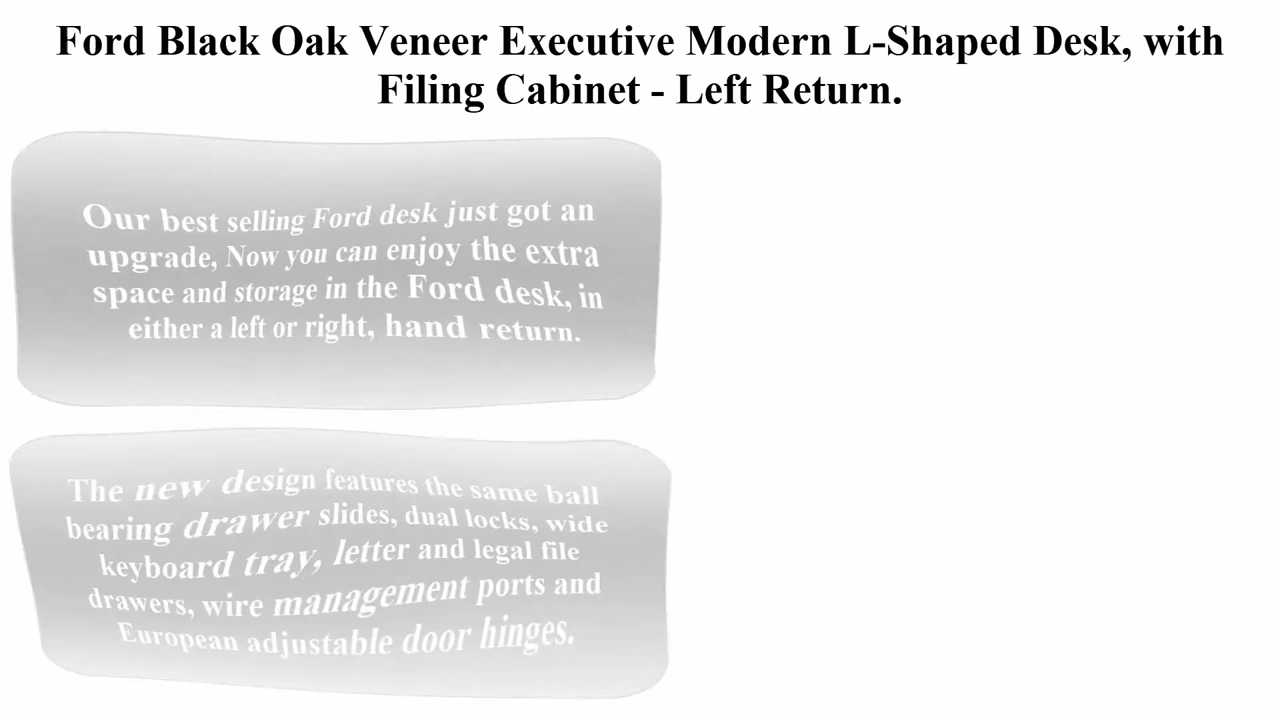 Ford Black Oak Veneer Executive Modern L-Shaped Desk, with
Filing Cabinet - Left Return.
Our best selling Ford desk just got an
upgrade, Now you can enjoy the extra
space and storage in the Ford desk, in
either a left or right, hand return.
The new design features the same ball
bearing drawer slides, dual locks, wide
keyboard tray, letter and legal file
drawers, wire management ports and
European adjustable door hinges.